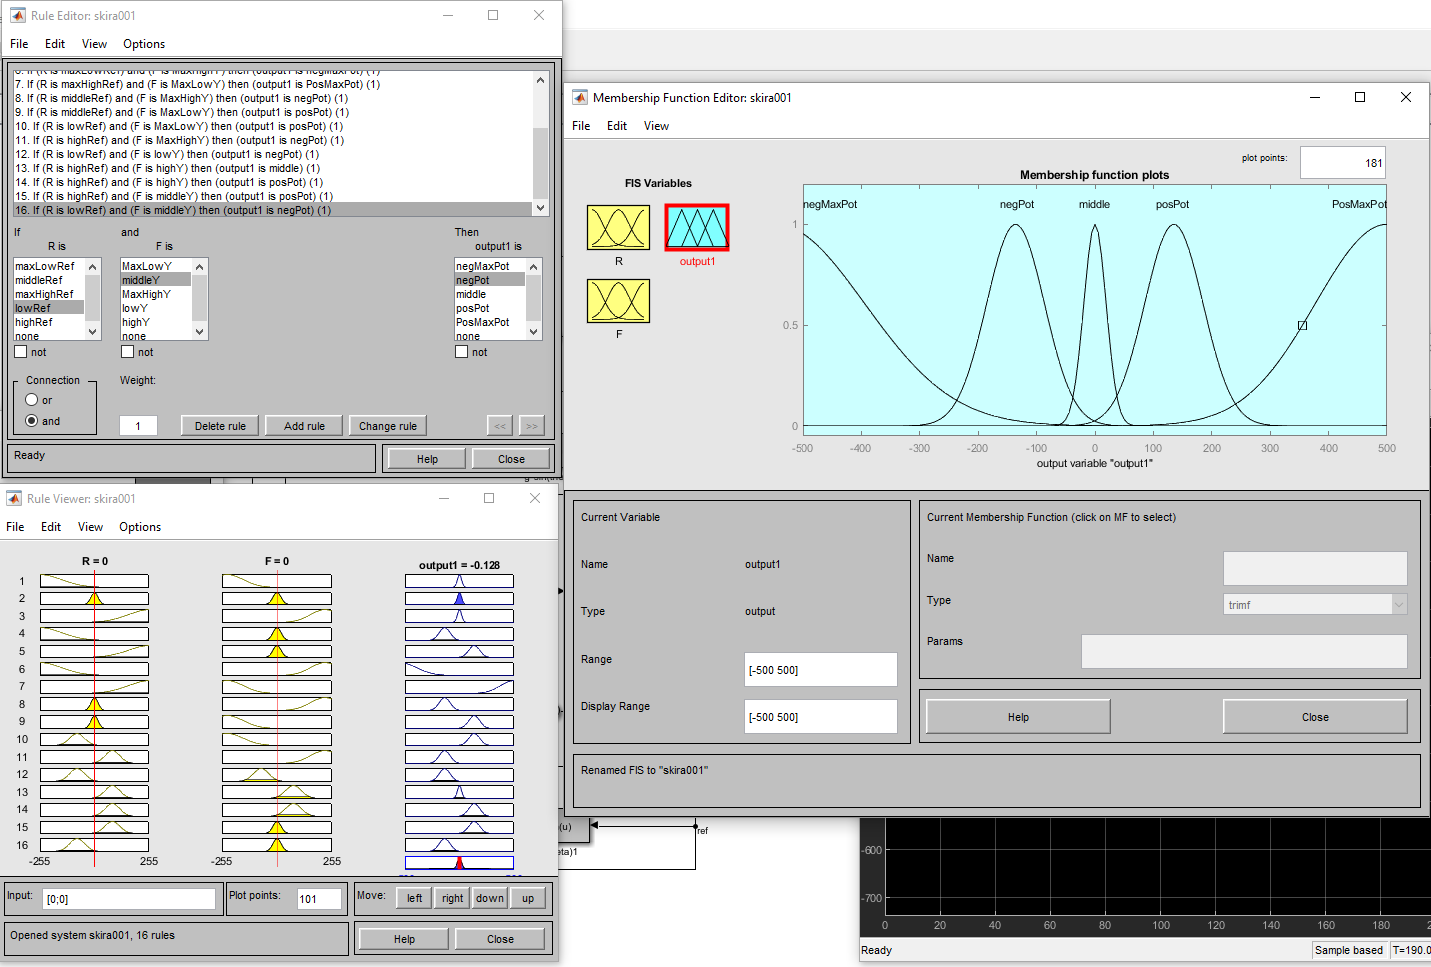 Rule Editor: skira001
File Edit View Options
6. If (R is maxLowRef) and (F is MaxHighY) then (output1 is negMaxPot) (1)
7. If (R is maxHighRef) and (F is MaxLowY) then (output1 is PosMaxPot) (1)
8. If (R is middleRef) and (F is MaxHighY) then (output1 is negPot) (1)
9. If (R is middleRef) and (F is MaxLowY) then (output1 is posPot) (1)
10. If (R is lowRef) and (F is MaxLowY) then (output1 is posPot) (1)
11. If (R is highRef) and (F is MaxHighY) then (output1 is negPot) (1)
12. If (R is lowRef) and (F is lowY) then (output1 is negPot) (1)
13. If (R is highRef) and (F is highY) then (output1 is middle) (1)
14. If (R is highRef) and (F is highY) then (output1 is posPot) (1)
15. If (R is highRef) and (F is middleY) then (output1 is posPot) (1)
16. If (R is lowRef) and (F is middleY) then (output1 is negPot) (1)
If and Then
R is F is output1 is
maxLowRef MaxLowY negMaxPot
middleRef middleY negPot
maxHighRef MaxHighY middle
lowRef lowY posPot
highRef highY PosMaxPot
none none none
not not not
Connection Weight:
or
and 1 Delete rule Add rule Change rule << >>
Ready Help Close
Rule Viewer: skira001
File Edit View Options
R = 0 F = 0 output1 = -0.128
1
2
3
4
5
6
7
8
9
10
11
12
13
14
15
16
-255 255 -255 255
Input: [0;0] Plot points: 101 Move: left right down up
Opened system skira001, 16 rules Help Close
Membership Function Editor: skira001
File Edit View
plot points: 181
FIS Variables Membership function plots
R output1
F
negMaxPot negPot middle posPot PosMaxPot
1
0.5
0
-500 -400 -300 -200 -100 0 100 200 300 400 500
output variable "output1"
Current Variable
Name output1
Type output
Range [-500 500]
Display Range [-500 500]
Current Membership Function (click on MF to select)
Name
Type trimf
Params
Help Close
Renamed FIS to "skira001"
(u)
ref
eta)1
-600
-700
0 20 40 60 80 100 120 140 160 180
Ready Sample based T=190.0